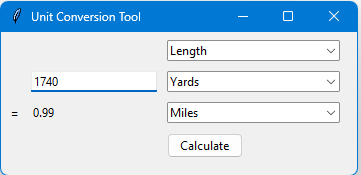 Unit Conversion Tool
Length
1740 Yards
= 0.99 Miles
Calculate